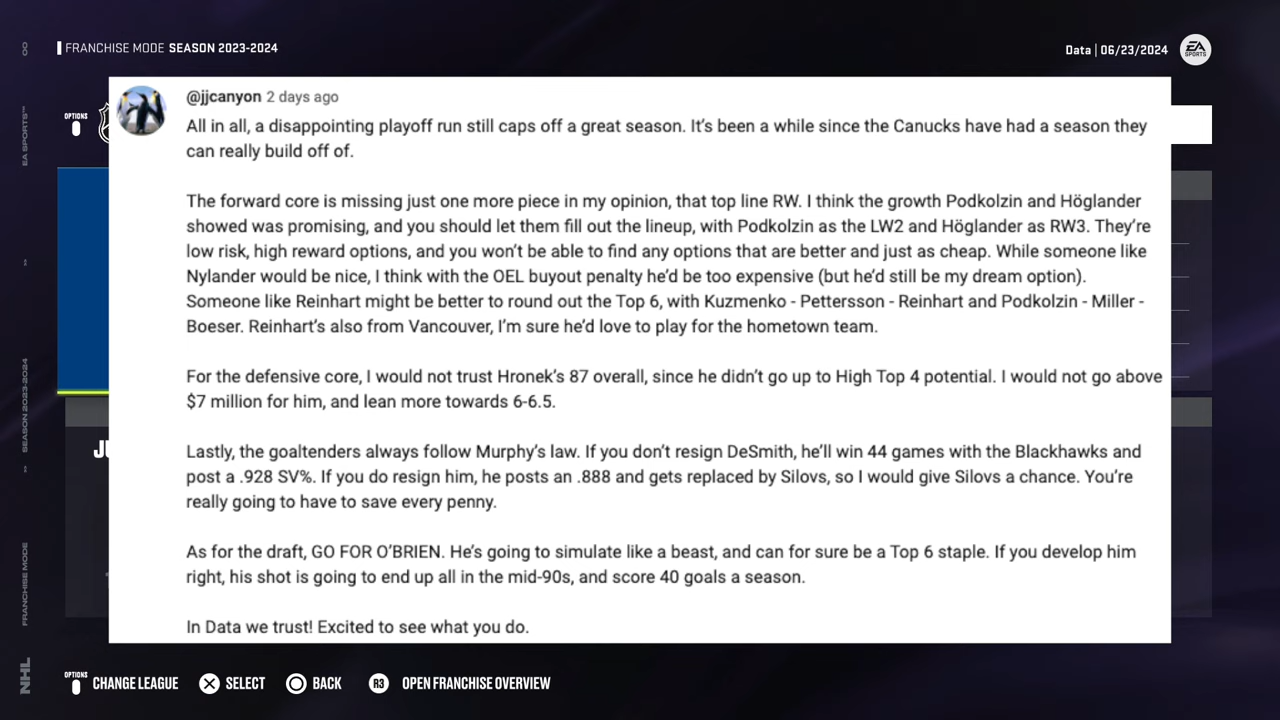 OO
FRANCHISE MODE SEASON 2023-2024
Data | 06/23/2024
EA SPORTS
OPTIONS
EA SPORTS™
SEASON 2023-2024
FRANCHISE MODE
NHL
@jjcanyon 2 days ago
All in all, a disappointing playoff run still caps off a great season. It's been a while since the Canucks have had a season they
can really build off of.
The forward core is missing just one more piece in my opinion, that top line RW. I think the growth Podkolzin and Höglander
showed was promising, and you should let them fill out the lineup, with Podkolzin as the LW2 and Höglander as RW3. They're
low risk, high reward options, and you won't be able to find any options that are better and just as cheap. While someone like
Nylander would be nice, I think with the OEL buyout penalty he'd be too expensive (but he'd still be my dream option).
Someone like Reinhart might be better to round out the Top 6, with Kuzmenko - Pettersson - Reinhart and Podkolzin - Miller -
Boeser. Reinhart's also from Vancouver, I'm sure he'd love to play for the hometown team.
For the defensive core, I would not trust Hronek's 87 overall, since he didn't go up to High Top 4 potential. I would not go above
$7 million for him, and lean more towards 6-6.5.
Lastly, the goaltenders always follow Murphy's law. If you don't resign DeSmith, he'll win 44 games with the Blackhawks and
post a .928 SV%. If you do resign him, he posts an .888 and gets replaced by Silovs, so I would give Silovs a chance. You're
really going to have to save every penny.
As for the draft, GO FOR O'BRIEN. He's going to simulate like a beast, and can for sure be a Top 6 staple. If you develop him
right, his shot is going to end up all in the mid-90s, and score 40 goals a season.
In Data we trust! Excited to see what you do.
OPTIONS CHANGE LEAGUE SELECT BACK R3 OPEN FRANCHISE OVERVIEW